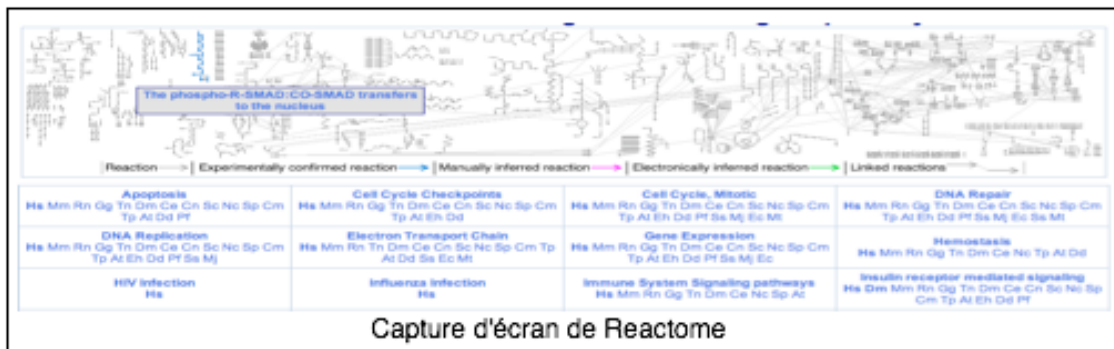 The phospho-R-SMAD:CO-SMAD transfers
to the nucleus
Reaction Experimentally confirmed reaction Manually inferred reaction Electronically inferred reaction Linked reactions
Apoptosis
Hs Mm Rn Gg Tn Dm Ce Cn Sc Nc Sp Cm
Tp At Dd Pf
Cell Cycle Checkpoints
Hs Mm Rn Gg Tn Dm Ce Cn Sc Nc Sp Cm
Tp At Eh Dd
Cell Cycle, Mitotic
Hs Mm Rn Gg Tn Dm Ce Cn Sc Nc Sp Cm
Tp At Eh Dd Pf Ss Mj Ec Mt
DNA Repair
Hs Mm Rn Gg Tn Dm Ce Cn Sc Nc Sp Cm
Tp At Eh Dd Pf Mj Ec Ss Mt
DNA Replication
Hs Mm Rn Gg Tn Dm Ce Cn Sc Nc Sp Cm
Tp At Eh Dd Pf Ss Mj
Electron Transport Chain
Hs Mm Rn Tn Dm Ce Cn Sc Nc Sp Cm Tp
At Dd Ss Ec Mt
Gene Expression
Hs Mm Rn Gg Tn Dm Ce Cn Sc Nc Sp Cm
Tp At Eh Dd Pf Ss Mj Ec
Hemostasis
Hs Mm Rn Gg Tn Dm Ce Nc Tp At Dd
HIV Infection
Hs
Influenza Infection
Hs
Immune System Signaling pathways
Hs Mm Rn Gg Tn Dm Ce Nc Sp At
Insulin receptor mediated signaling
Hs Dm Mm Rn Gg Tn Ce Cn Sc Nc Sp
Cm Tp At Eh Dd Pf
Capture d'écran de Reactome